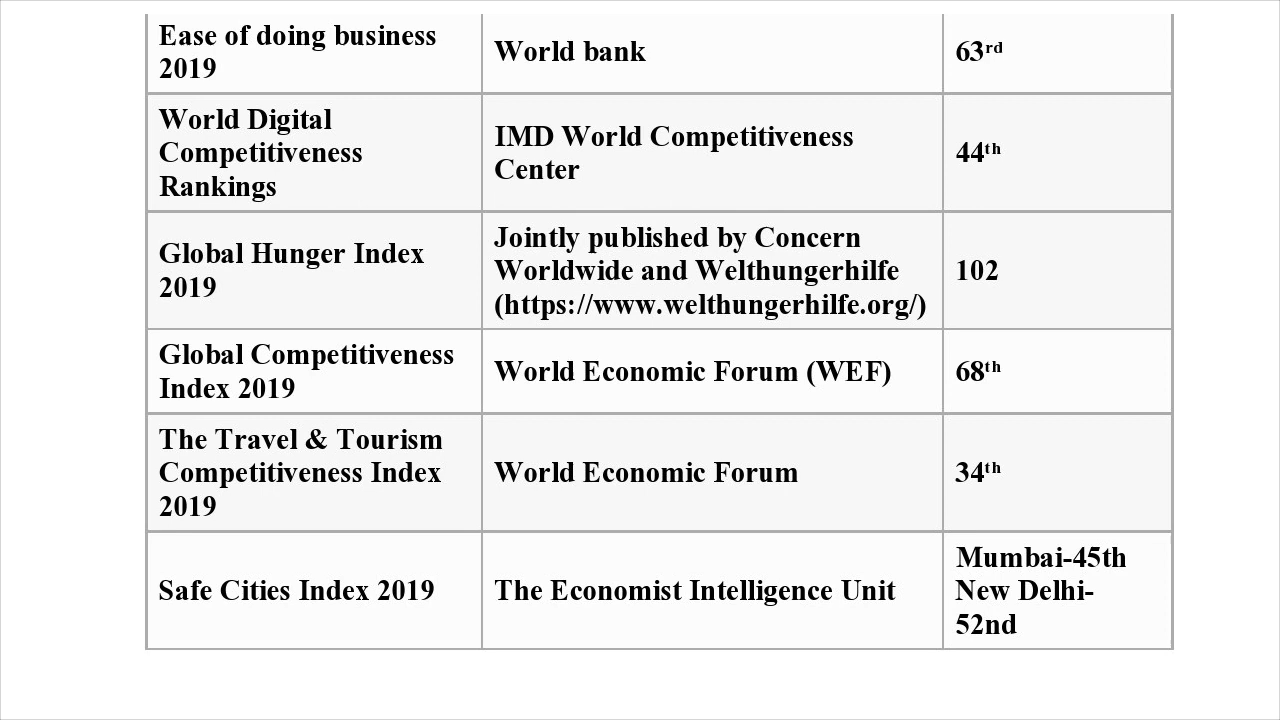 Ease of doing business
2019
World bank
63rd
World Digital
Competitiveness
Rankings
IMD World Competitiveness
Center
44th
Global Hunger Index
2019
Jointly published by Concern
Worldwide and Welthungerhilfe
(https://www.welthungerhilfe.org/)
102
Global Competitiveness
Index 2019
World Economic Forum (WEF)
68th
The Travel & Tourism
Competitiveness Index
2019
World Economic Forum
34th
Safe Cities Index 2019
The Economist Intelligence Unit
Mumbai-45th
New Delhi-
52nd